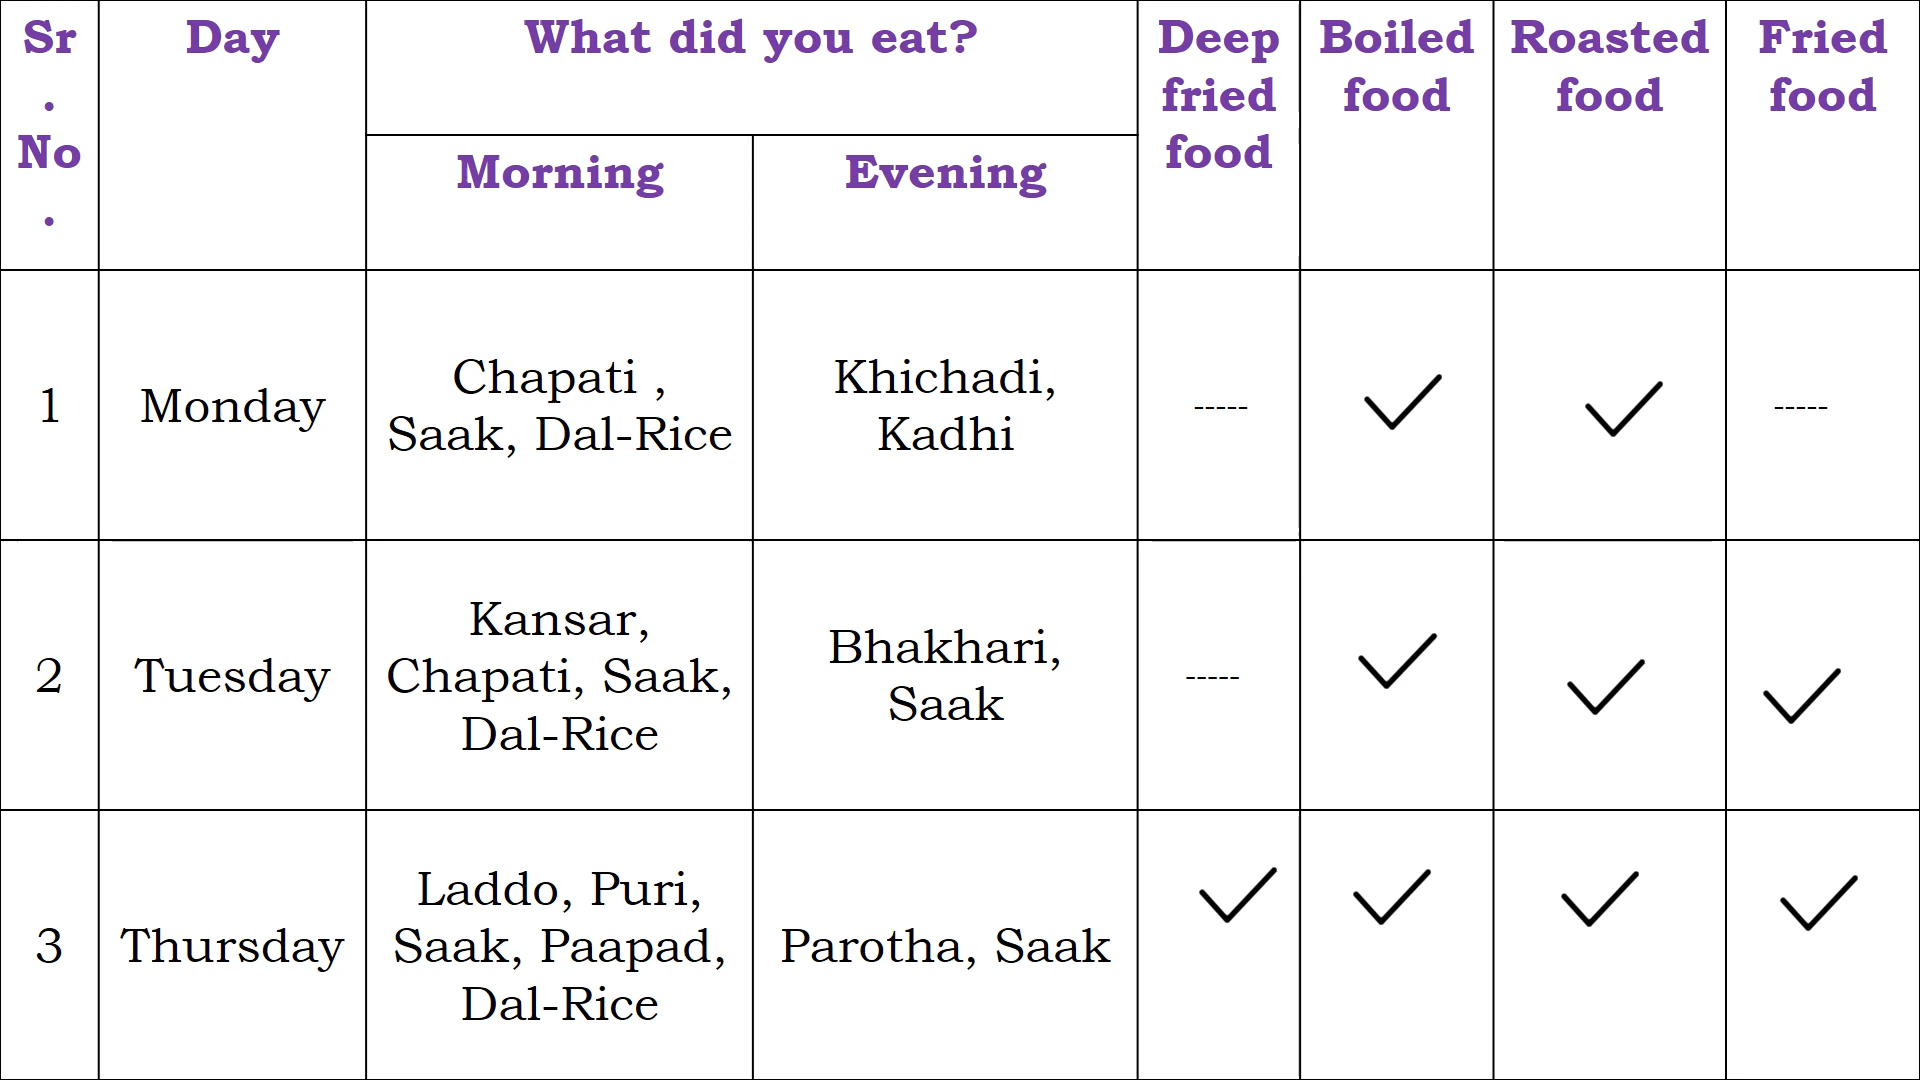 Sr
.
No
.
Day
What did you eat?
Morning
Evening
Deep
fried
food
Boiled
food
Roasted
food
Fried
food
1
Monday
Chapati ,
Saak, Dal-Rice
Khichadi,
Kadhi
-----
✓
✓
-----
2
Tuesday
Kansar,
Chapati, Saak,
Dal-Rice
Bhakhari,
Saak
-----
✓
✓
✓
3
Thursday
Laddo, Puri,
Saak, Paapad,
Dal-Rice
Parotha, Saak
✓
✓
✓
✓